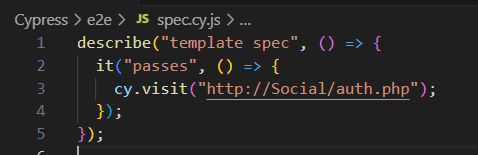 Cypress > e2e > JS spec.cy.js > ...
1 describe("template spec", () => {
2 it("passes", () => {
3 cy.visit("http://Social/auth.php");
4 });
5 });